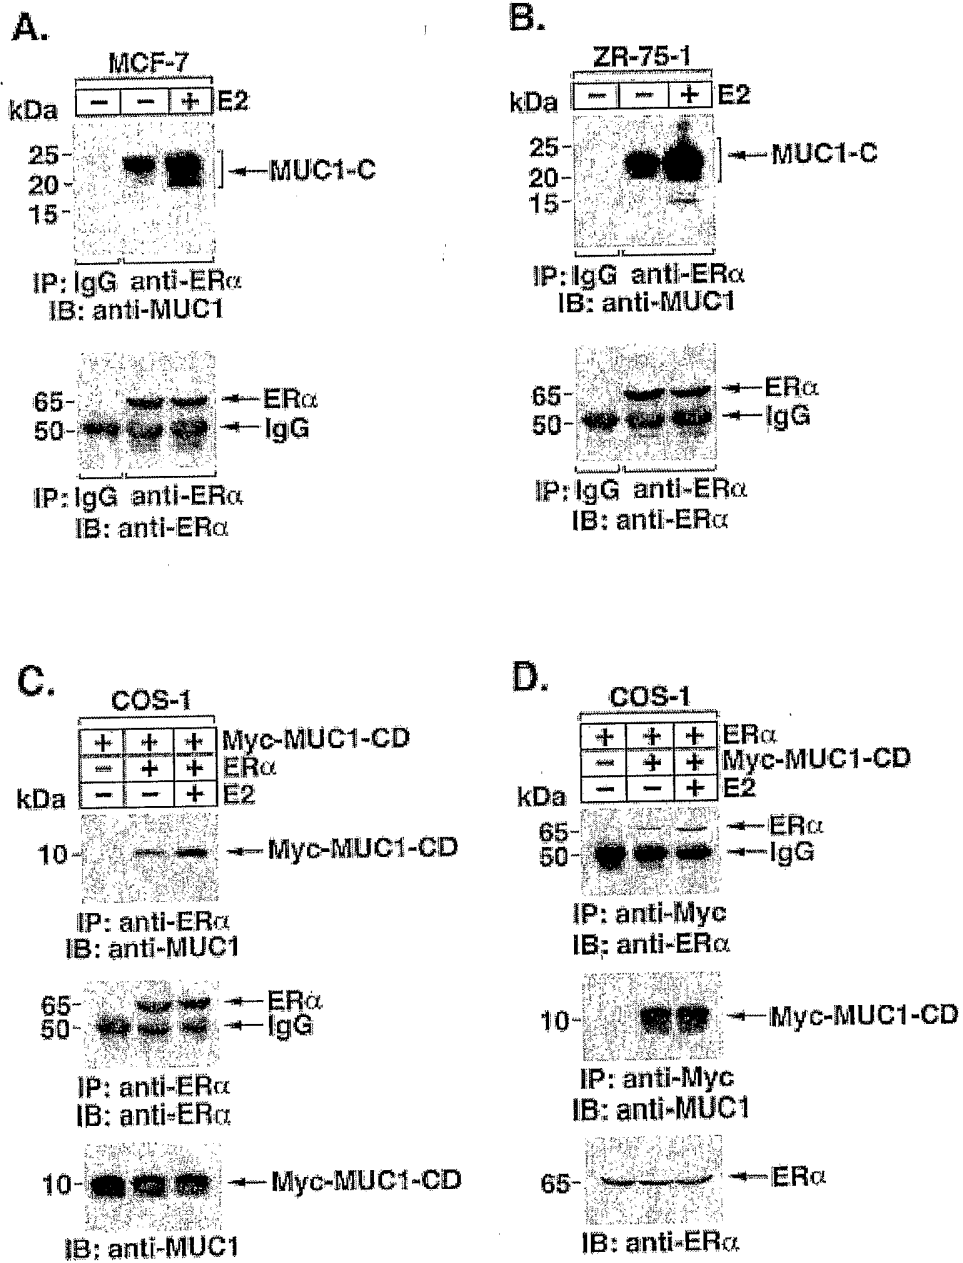 A.
MCF-7
− − + E2
kDa
25-
20-
15-
MUC1-C
IP: IgG anti-ERα
IB: anti-MUC1
65-
50-
ERα
IgG
IP: IgG anti-ERα
IB: anti-ERα
B.
ZR-75-1
− − + E2
kDa
25-
20-
15-
MUC1-C
IP: IgG anti-ERα
IB: anti-MUC1
65-
50-
ERα
IgG
IP: IgG anti-ERα
IB: anti-ERα
C.
COS-1
+ + + Myc-MUC1-CD
− + + ERα
− − + E2
kDa
10-
Myc-MUC1-CD
IP: anti-ERα
IB: anti-MUC1
65-
50-
ERα
IgG
IP: anti-ERα
IB: anti-ERα
10-
Myc-MUC1-CD
IB: anti-MUC1
D.
COS-1
+ + + ERα
− + + Myc-MUC1-CD
− − + E2
kDa
65-
50-
ERα
IgG
IP: anti-Myc
IB: anti-ERα
10-
Myc-MUC1-CD
IP: anti-Myc
IB: anti-MUC1
65-
ERα
IB: anti-ERα